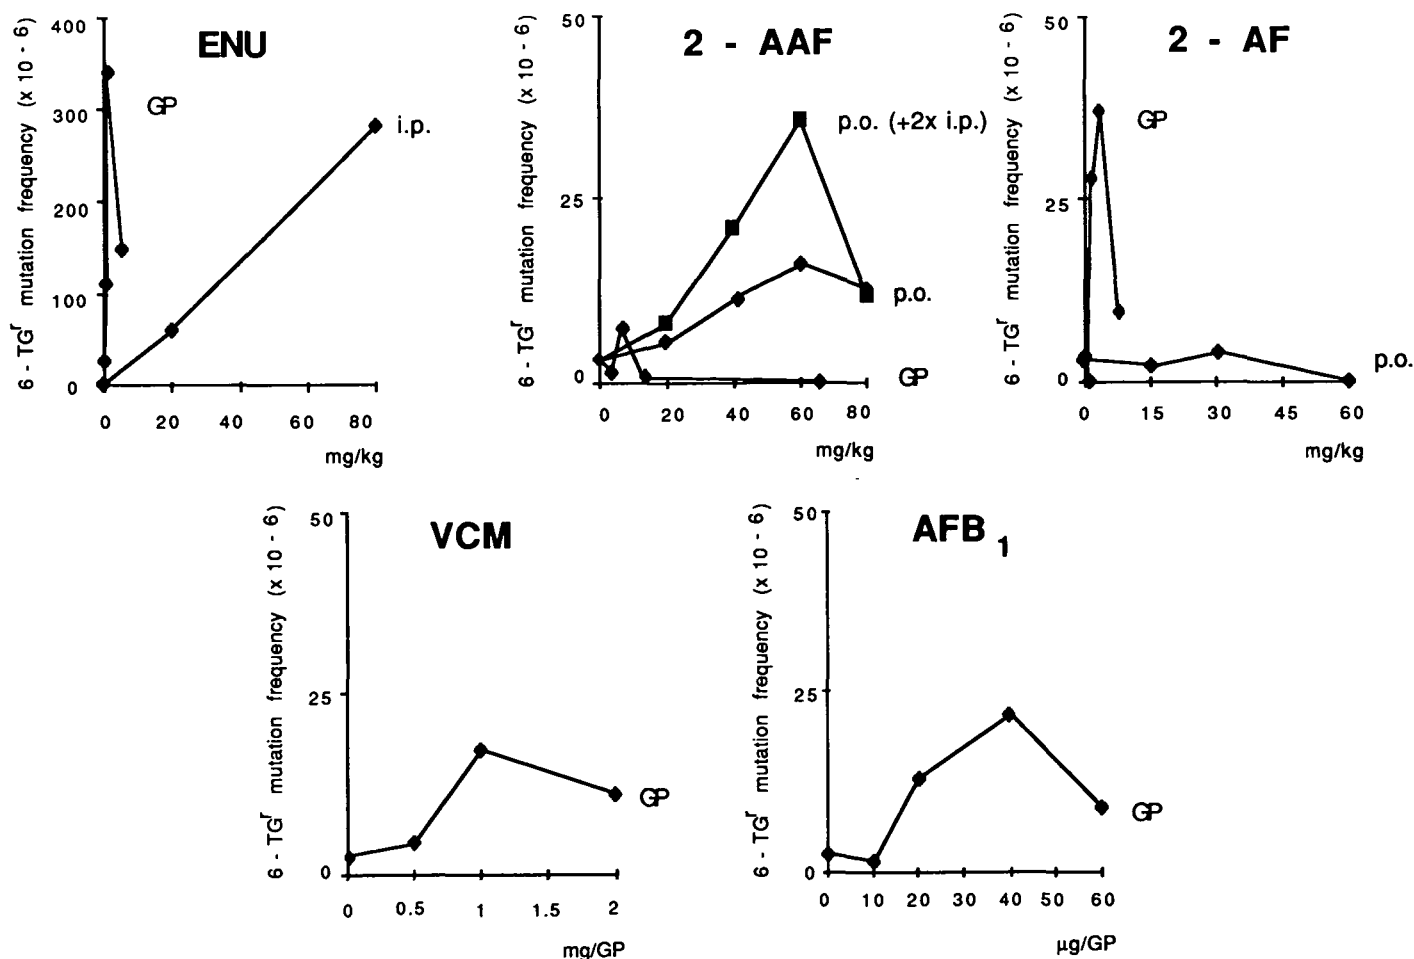 ENU
6 - TGr mutation frequency (x 10 - 6)
400
300
200
100
0
GP
i.p.
0 20 40 60 80
mg/kg
2 - AAF
6 - TGr mutation frequency (x 10 - 6)
50
25
0
p.o. (+2x i.p.)
p.o.
GP
0 20 40 60 80
mg/kg
2 - AF
6 - TGr mutation frequency (x 10 - 6)
50
25
0
GP
p.o.
0 15 30 45 60
mg/kg
VCM
6 - TGr mutation frequency (x 10 - 6)
50
25
0
GP
0 0.5 1 1.5 2
mg/GP
AFB 1
6 - TGr mutation frequency (x 10 - 6)
50
25
0
GP
0 10 20 30 40 50 60
µg/GP